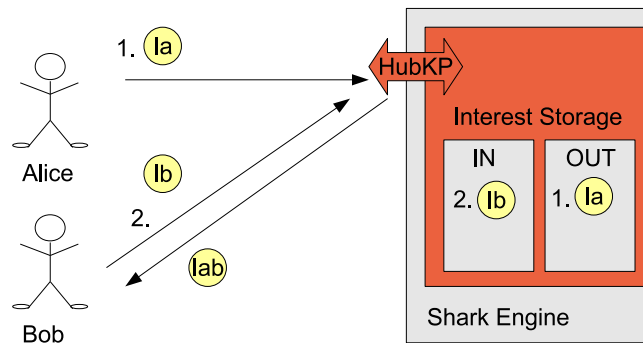 1. Ia
HubKP
Interest Storage
IN
OUT
2. Ib
1. Ia
Alice
Ib
2.
Iab
Bob
Shark Engine